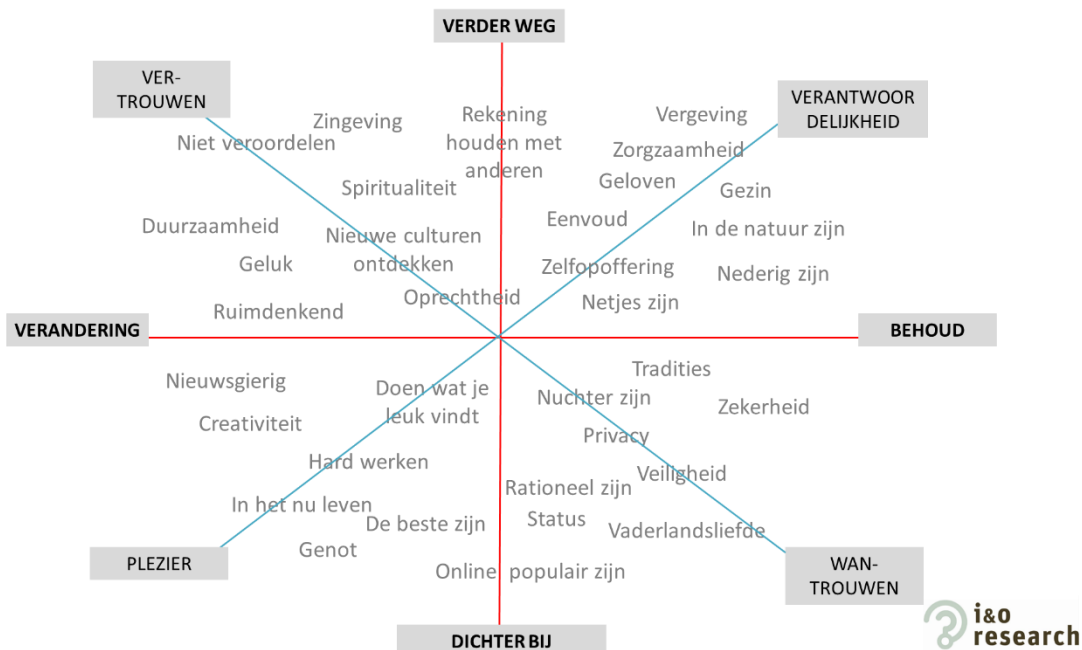 VERDER WEG
VER-
TROUWEN
VERANTWOOR
DELIJKHEID
Zingeving
Rekening
houden met
anderen
Vergeving
Niet veroordelen
Zorgzaamheid
Spiritualiteit
Geloven
Gezin
Duurzaamheid
Nieuwe culturen
ontdekken
Eenvoud
In de natuur zijn
Geluk
Zelfopoffering
Nederig zijn
Oprechtheid
Netjes zijn
Ruimdenkend
VERANDERING
BEHOUD
Nieuwsgierig
Doen wat je
leuk vindt
Tradities
Nuchter zijn
Zekerheid
Creativiteit
Privacy
Hard werken
Veiligheid
Rationeel zijn
In het nu leven
De beste zijn
Status
Vaderlandsliefde
Genot
PLEZIER
Online populair zijn
WAN-
TROUWEN
DICHTER BIJ
i&o
research